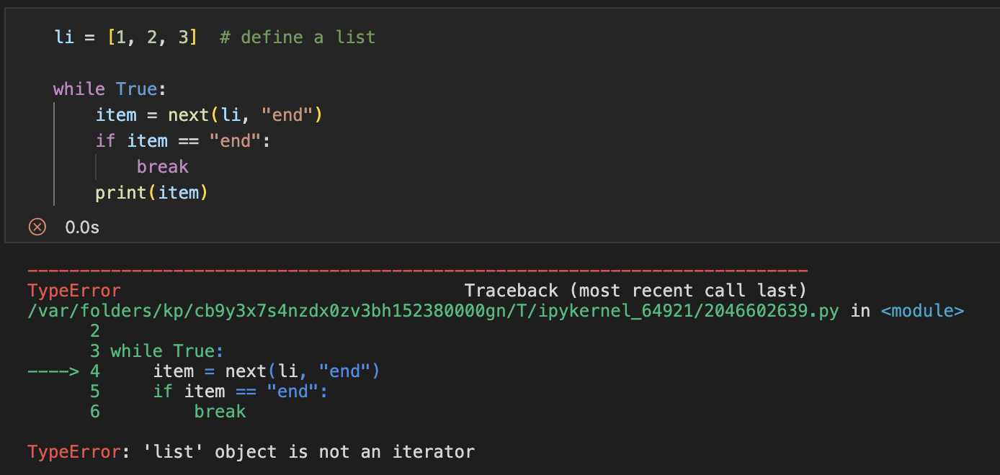 li = [1, 2, 3]  # define a list
while True:
    item = next(li, "end")
    if item == "end":
        break
    print(item)
0.0s
---------------------------------------------------------------------------
TypeError                                 Traceback (most recent call last)
/var/folders/kp/cb9y3x7s4nzdx0zv3bh152380000gn/T/ipykernel_64921/2046602639.py in <module>
      2
      3 while True:
----> 4     item = next(li, "end")
      5     if item == "end":
      6         break
TypeError: 'list' object is not an iterator